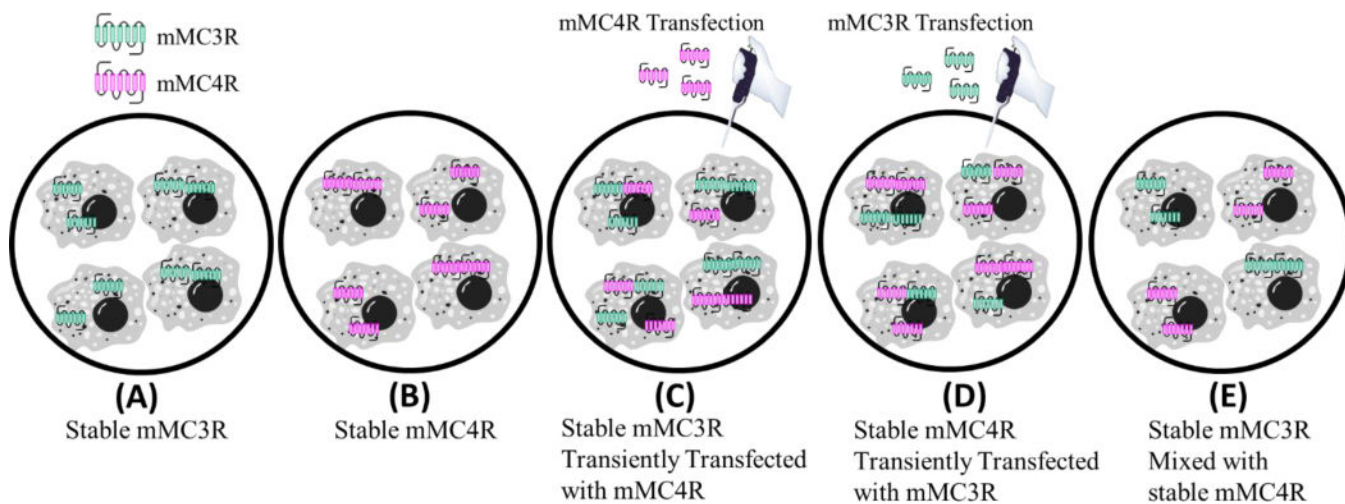 mMC3R
mMC4R
mMC4R Transfection
mMC3R Transfection
(A)
Stable mMC3R
(B)
Stable mMC4R
(C)
Stable mMC3R
Transiently Transfected
with mMC4R
(D)
Stable mMC4R
Transiently Transfected
with mMC3R
(E)
Stable mMC3R
Mixed with
stable mMC4R